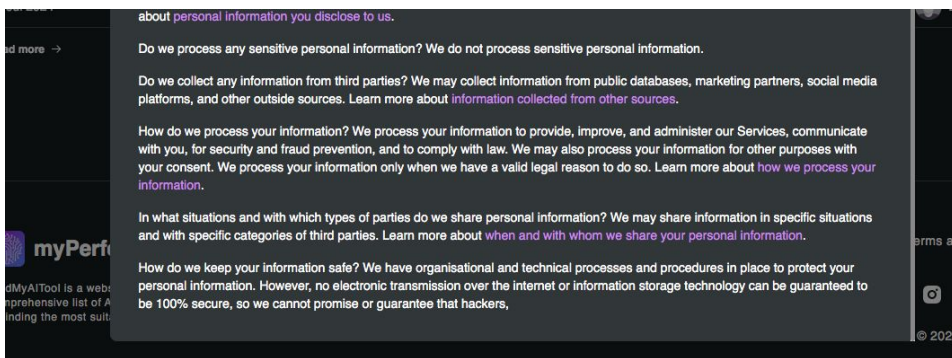 about personal information you disclose to us.
ad more →
Do we process any sensitive personal information? We do not process sensitive personal information.
Do we collect any information from third parties? We may collect information from public databases, marketing partners, social media
platforms, and other outside sources. Learn more about information collected from other sources.
How do we process your information? We process your information to provide, improve, and administer our Services, communicate
with you, for security and fraud prevention, and to comply with law. We may also process your information for other purposes with
your consent. We process your information only when we have a valid legal reason to do so. Learn more about how we process your
information.
In what situations and with which types of parties do we share personal information? We may share information in specific situations
and with specific categories of third parties. Learn more about when and with whom we share your personal information.
myPerfe
erms a
How do we keep your information safe? We have organisational and technical processes and procedures in place to protect your
personal information. However, no electronic transmission over the internet or information storage technology can be guaranteed to
be 100% secure, so we cannot promise or guarantee that hackers,
dMyAITool is a webs
nprehensive list of A
inding the most suit
© 202